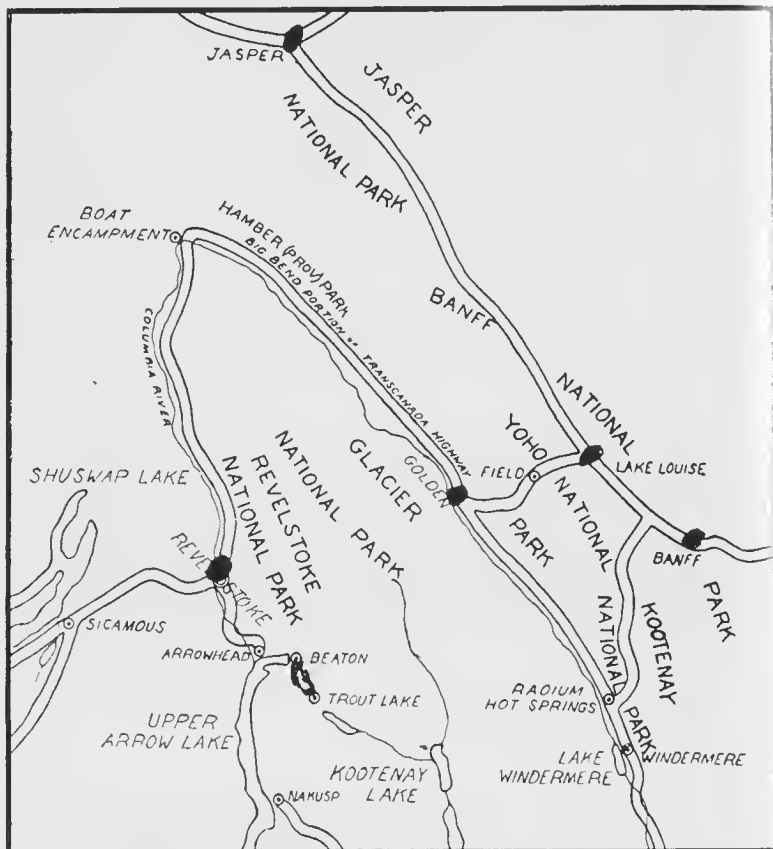 JASPER
JASPER
NATIONAL PARK
BOAT
ENCAMPMENT
HAMBER (PROV) PARK
BIG BEND PORTION OF TRANSCANADA HIGHWAY
BANFF
NATIONAL
PARK
COLUMBIA RIVER
SHUSWAP LAKE
REVELSTOKE
NATIONAL PARK
REVELSTOKE
GLACIER
NATIONAL PARK
GOLDEN
YOHO
NATIONAL
PARK
FIELD
LAKE LOUISE
BANFF
KOOTENAY
NATIONAL
PARK
SICAMOUS
ARROWHEAD
BEATON
TROUT LAKE
RADIUM
HOT SPRINGS
UPPER
ARROW LAKE
KOOTENAY
LAKE
LAKE
WINDERMERE
WINDERMERE
NAKUSP